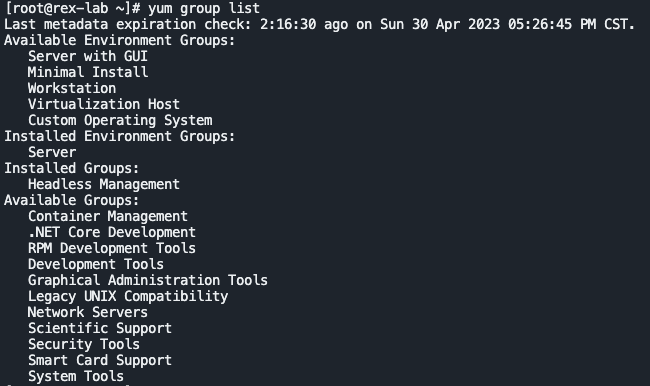 [root@rex-lab ~]# yum group list
Last metadata expiration check: 2:16:30 ago on Sun 30 Apr 2023 05:26:45 PM CST.
Available Environment Groups:
   Server with GUI
   Minimal Install
   Workstation
   Virtualization Host
   Custom Operating System
Installed Environment Groups:
   Server
Installed Groups:
   Headless Management
Available Groups:
   Container Management
   .NET Core Development
   RPM Development Tools
   Development Tools
   Graphical Administration Tools
   Legacy UNIX Compatibility
   Network Servers
   Scientific Support
   Security Tools
   Smart Card Support
   System Tools